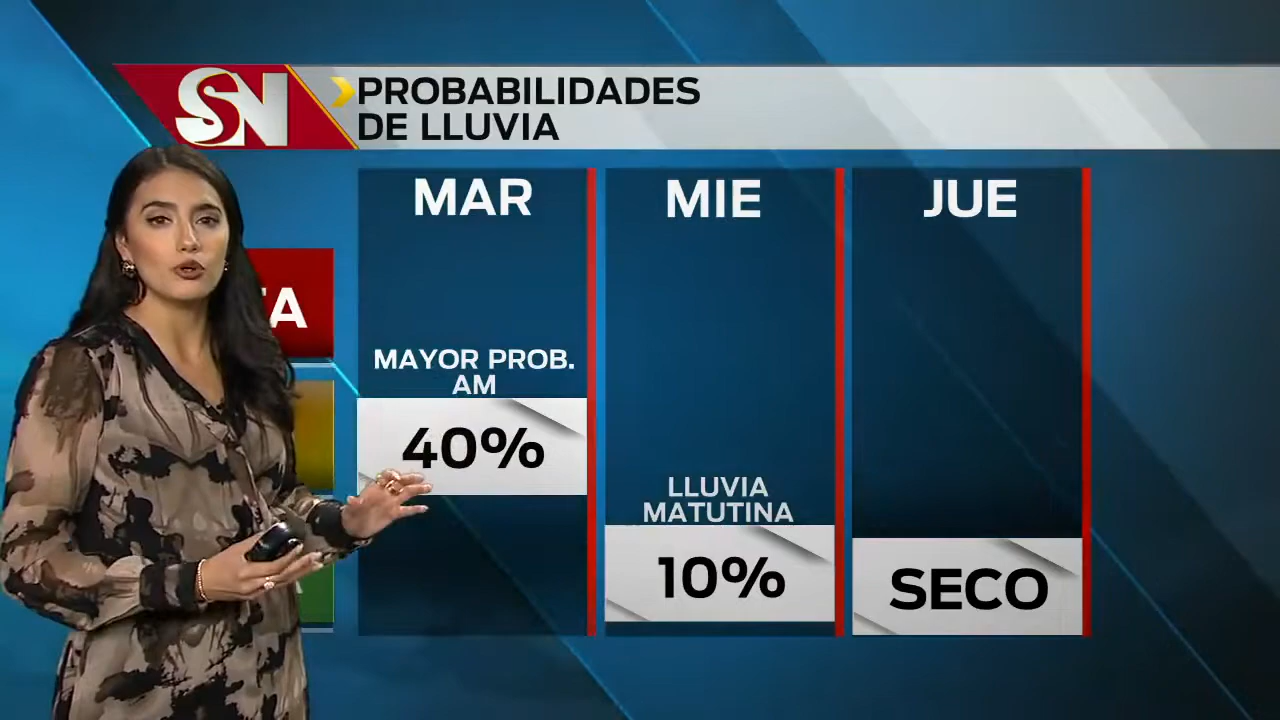 SN
PROBABILIDADES
DE LLUVIA
MAR
MIE
JUE
MAYOR PROB.
AM
40%
LLUVIA
MATUTINA
10%
SECO